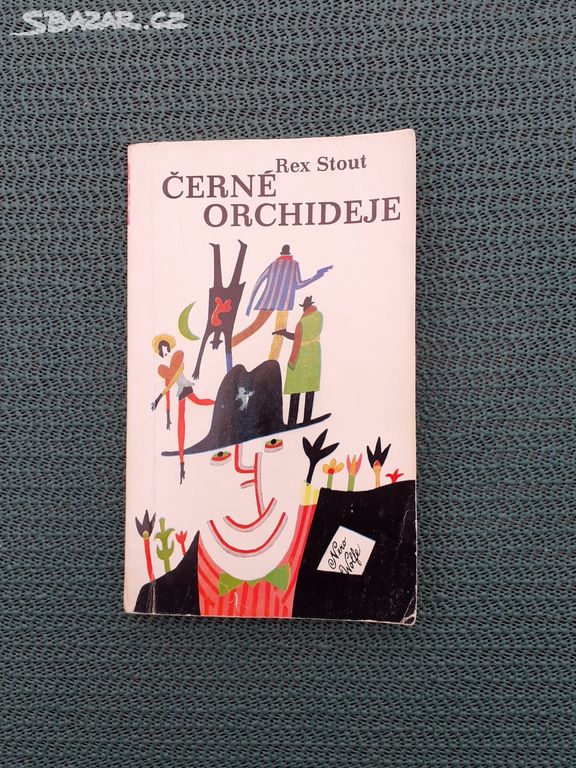 SBAZAR.CZ
Rex Stout
ČERNÉ
ORCHIDEJE
Nero
Wolfe